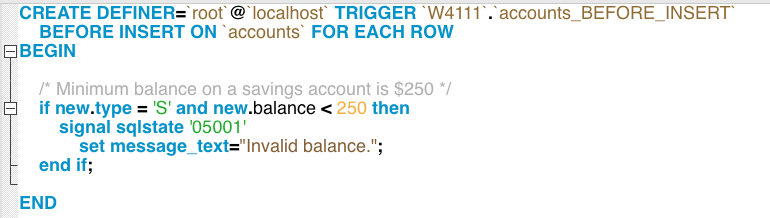 CREATE DEFINER=`root`@`localhost` TRIGGER `W4111`.`accounts_BEFORE_INSERT`
BEFORE INSERT ON `accounts` FOR EACH ROW
BEGIN
/* Minimum balance on a savings account is $250 */
if new.type = 'S' and new.balance < 250 then
signal sqlstate '05001'
set message_text="Invalid balance.";
end if;
END